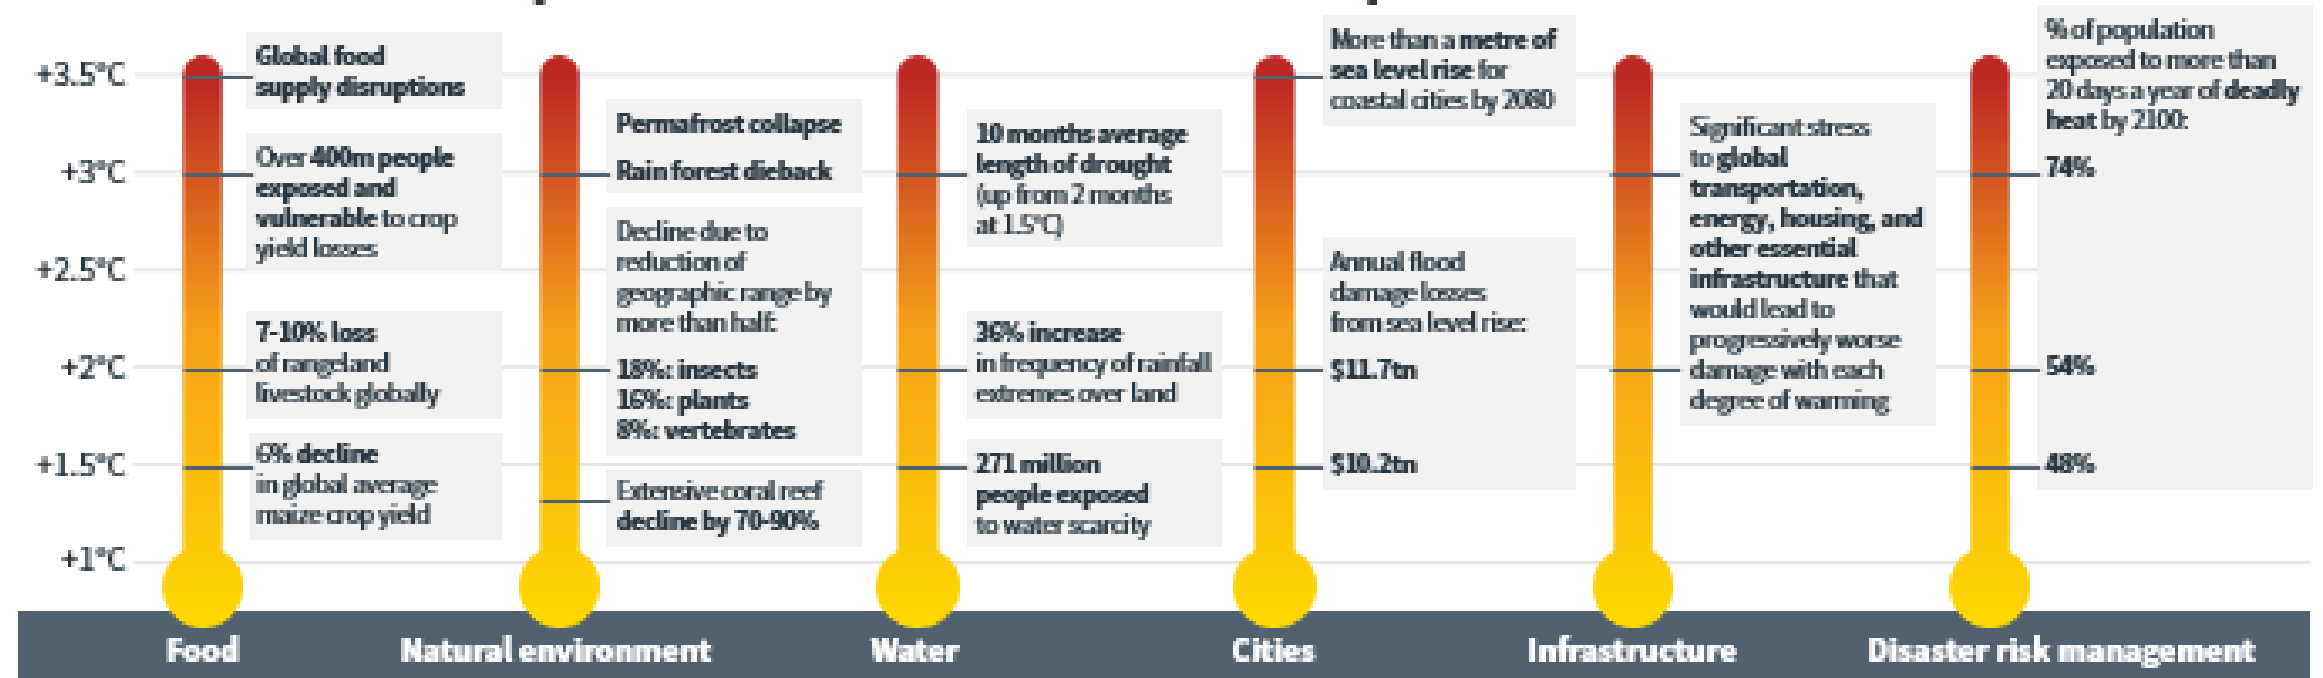 +3.5°C
+3°C
+2.5°C
+2°C
+1.5°C
+1°C
Global food
supply disruptions
Over 400m people
exposed and
vulnerable to crop
yield losses
7-10% loss
of rangeland
livestock globally
6% decline
in global average
maize crop yield
Food
Permafrost collapse
Rain forest dieback
Decline due to
reduction of
geographic range by
more than half:
18%: insects
16%: plants
8%: vertebrates
Extensive coral reef
decline by 70-90%
Natural environment
10 months average
length of drought
(up from 2 months
at 1.5°C)
36% increase
in frequency of rainfall
extremes over land
271 million
people exposed
to water scarcity
Water
More than a metre of
sea level rise for
coastal cities by 2080
Annual flood
damage losses
from sea level rise:
$11.7tn
$10.2tn
Cities
Significant stress
to global
transportation,
energy, housing, and
other essential
infrastructure that
would lead to
progressively worse
damage with each
degree of warming
Infrastructure
% of population
exposed to more than
20 days a year of deadly
heat by 2100:
74%
54%
48%
Disaster risk management